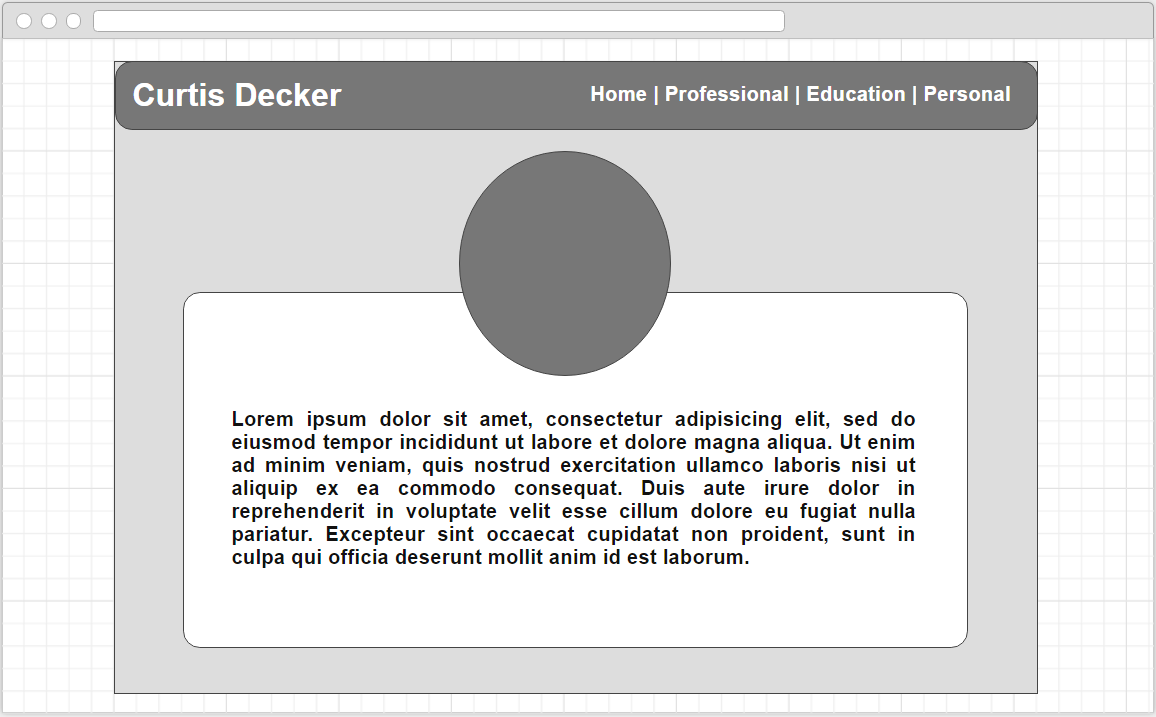 Curtis Decker
Home | Professional | Education | Personal
Lorem ipsum dolor sit amet, consectetur adipisicing elit, sed do
eiusmod tempor incididunt ut labore et dolore magna aliqua. Ut enim
ad minim veniam, quis nostrud exercitation ullamco laboris nisi ut
aliquip ex ea commodo consequat. Duis aute irure dolor in
reprehenderit in voluptate velit esse cillum dolore eu fugiat nulla
pariatur. Excepteur sint occaecat cupidatat non proident, sunt in
culpa qui officia deserunt mollit anim id est laborum.